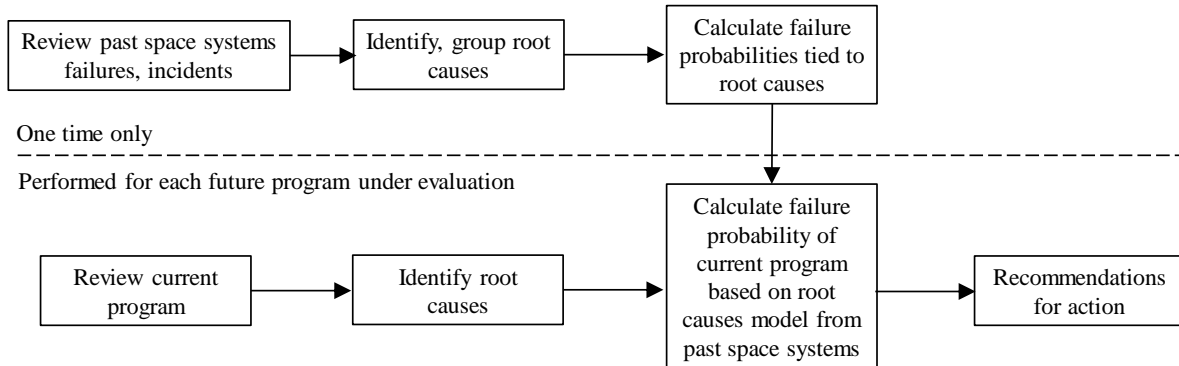 Review past space systems
failures, incidents
Identify, group root
causes
Calculate failure
probabilities tied to
root causes
One time only
Performed for each future program under evaluation
Review current
program
Identify root
causes
Calculate failure
probability of
current program
based on root
causes model from
past space systems
Recommendations
for action